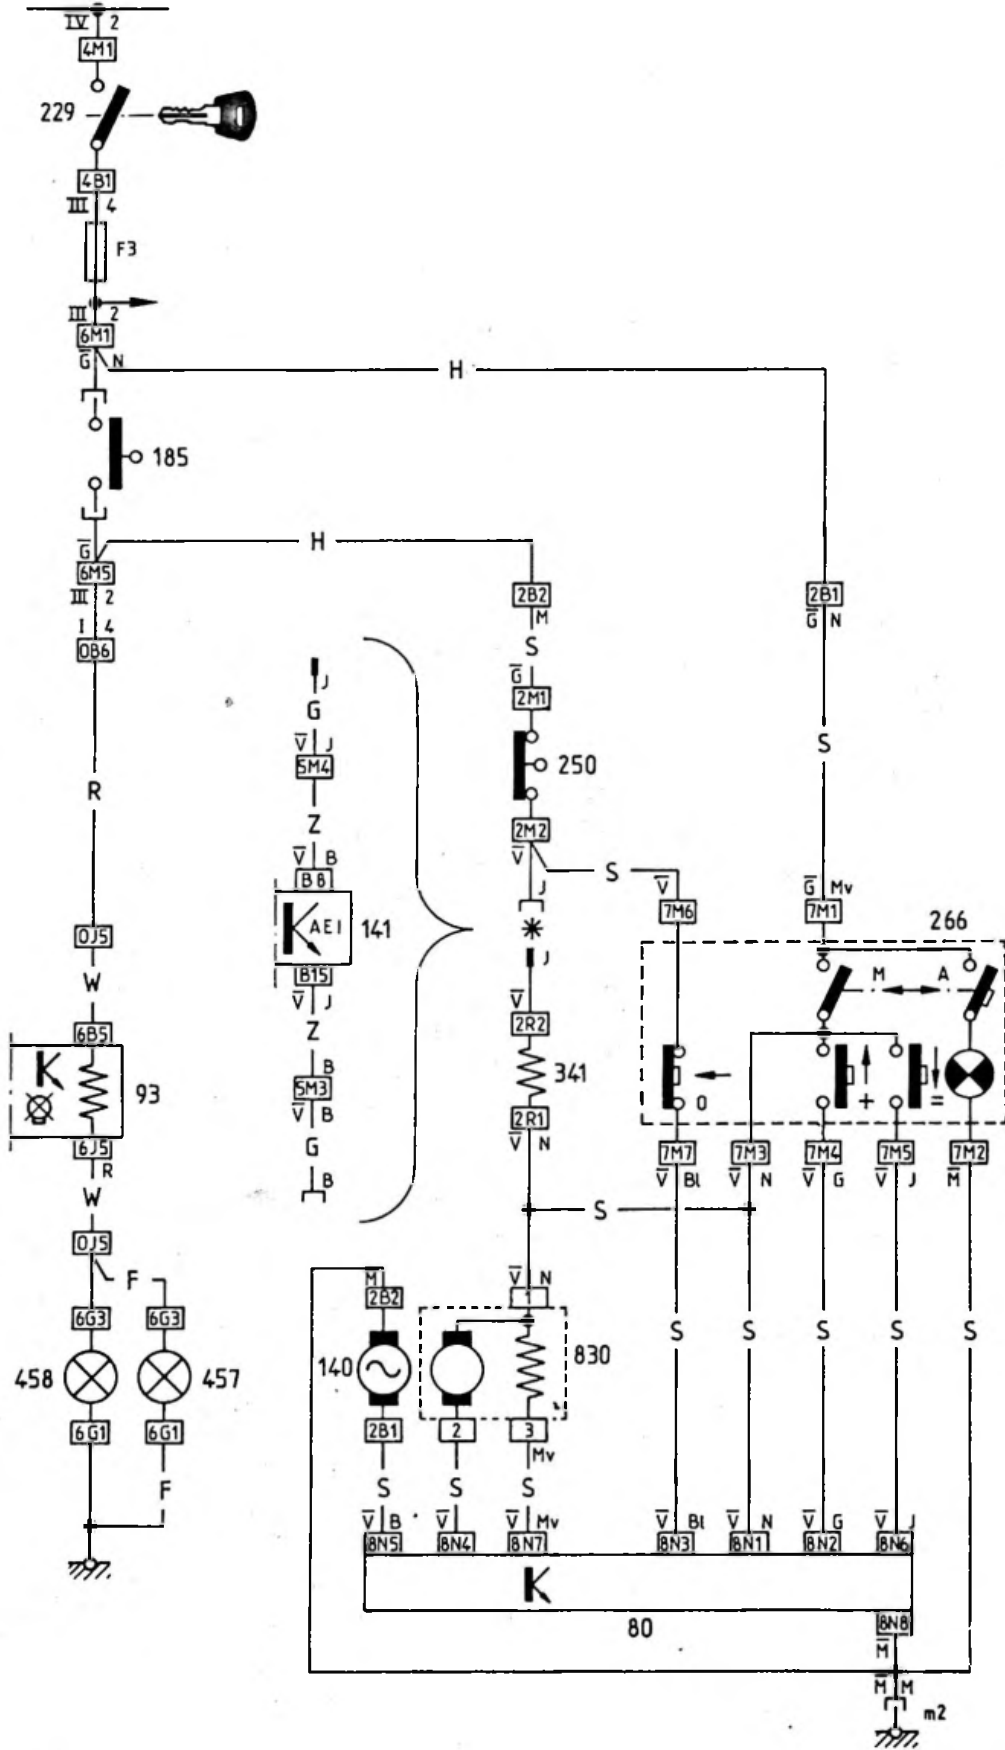 IV 2
4M1
229
4B1
III 4
F3
III 2
6M1
G̅ N
H
185
H
G̅
6M5
III 2
2B2
2B1
M
G̅ N
I 4
0B6
S
J
G̅
G
2M1
V̅ J
S
5M4
250
R
Z
2M2
V̅ B
V̅
S
V̅
G̅ Mv
B8
J
7M6
7M1
266
AEI
141
0J5
M A
B15
J
V̅ J
W
V̅
Z
2R2
6B5
B
341
93
5M3
V̅ B
0
+
=
2R1
6J5
G
V̅ N
7M7
7M3
7M4
7M5
7M2
R
B
V̅ Bl
V̅ N
V̅ G
V̅ J
M̅
W
S
0J5
F
M̅
V̅ N
2B2
6G3
6G3
S
S
S
S
S
458
457
140
830
6G1
6G1
2B1
2
3
Mv
F
S
S
S
V̅ B
V̅
V̅ Mv
V̅ Bl
V̅ N
V̅ G
V̅ J
8N5
8N4
8N7
8N3
8N1
8N2
8N6
80
8N8
M̅
M̅ M
m2